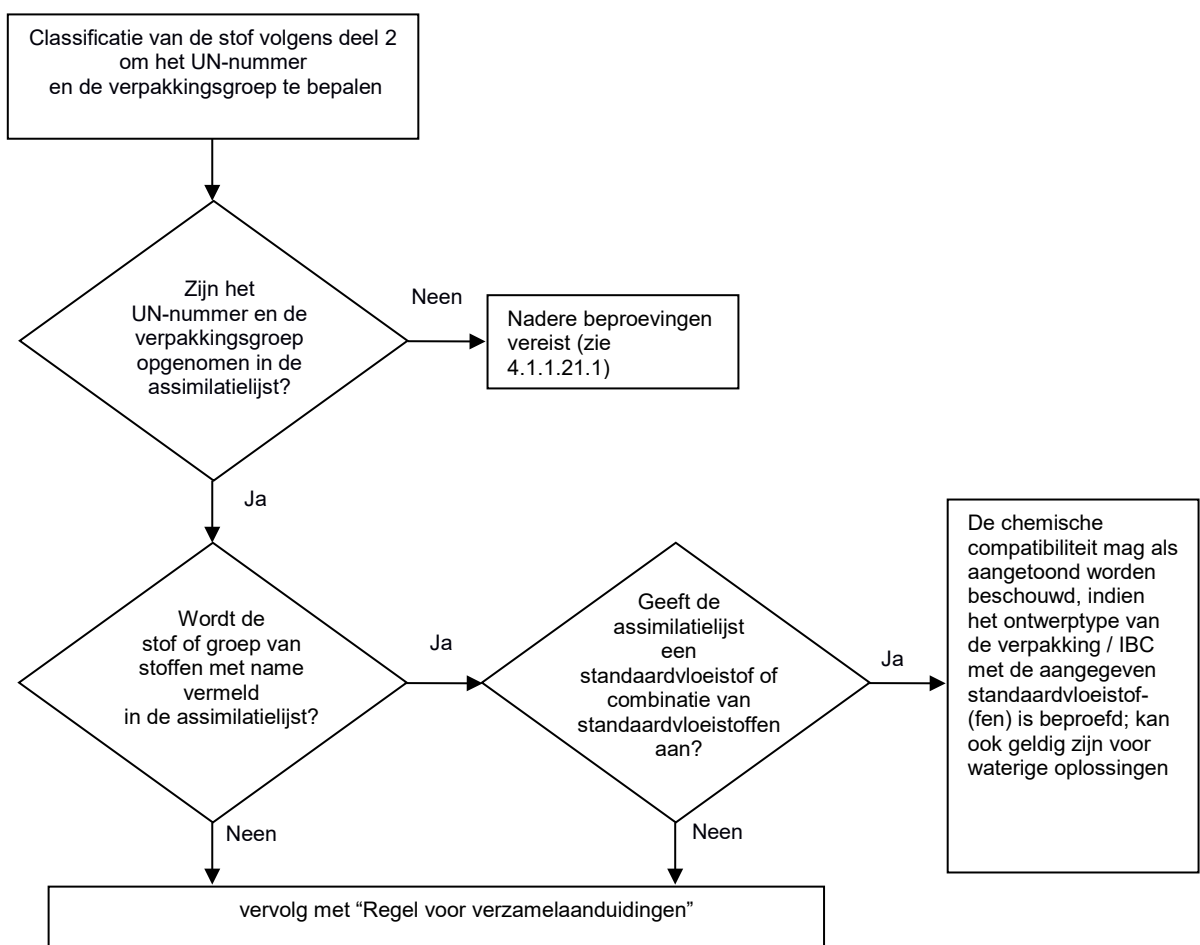 Classificatie van de stof volgens deel 2
om het UN-nummer
en de verpakkingsgroep te bepalen
Zijn het
UN-nummer en de
verpakkingsgroep
opgenomen in de
assimilatielijst?
Neen
Nadere beproevingen
vereist (zie
4.1.1.21.1)
Ja
Wordt de
stof of groep van
stoffen met name
vermeld
in de assimilatielijst?
Ja
Geeft de
assimilatielijst
een
standaardvloeistof of
combinatie van
standaardvloeistoffen
aan?
Ja
De chemische
compatibiliteit mag als
aangetoond worden
beschouwd, indien
het ontwerptype van
de verpakking / IBC
met de aangegeven
standaardvloeistof-
(fen) is beproefd; kan
ook geldig zijn voor
waterige oplossingen
Neen
Neen
vervolg met “Regel voor verzamelaanduidingen”